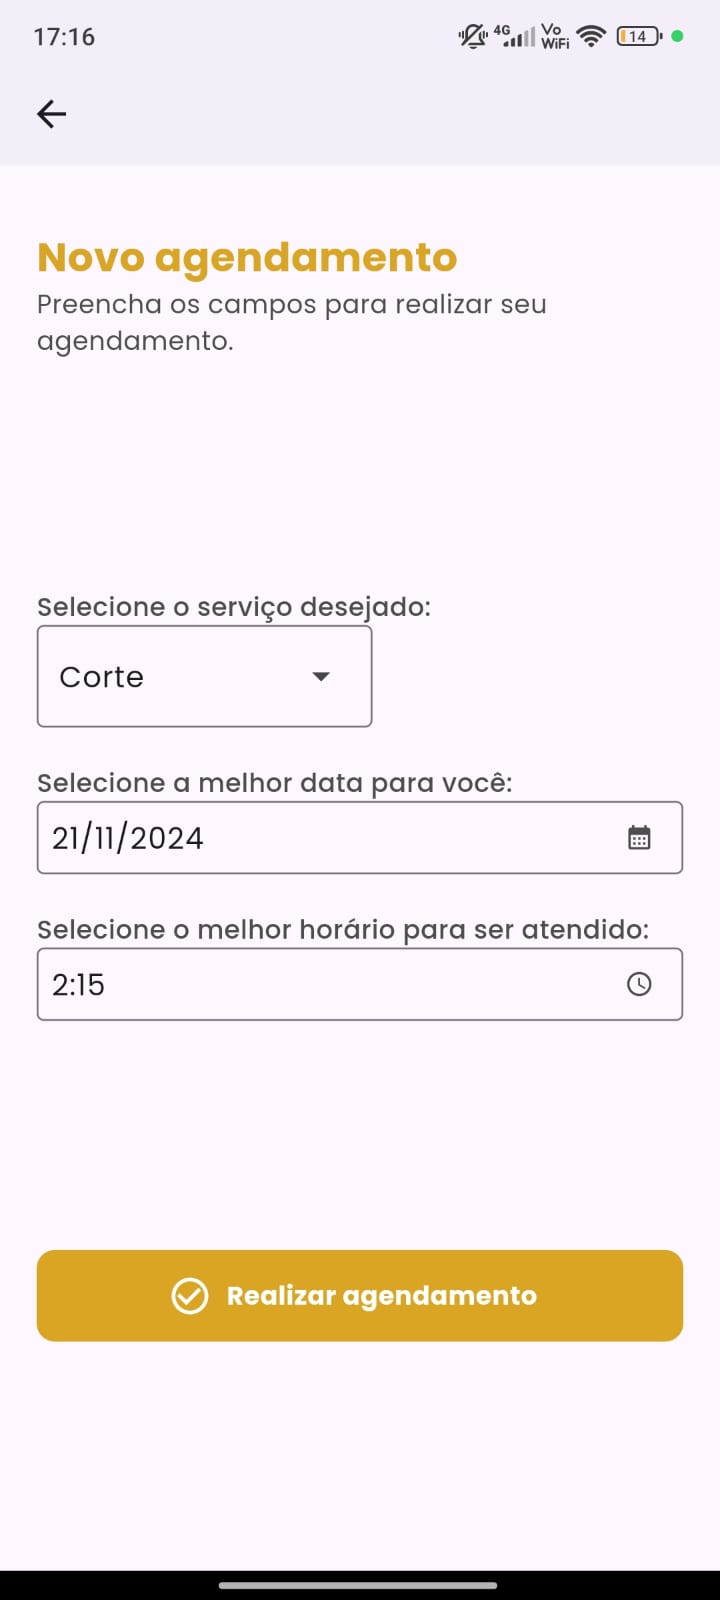 17:16
4G Vo WiFi 14
Novo agendamento
Preencha os campos para realizar seu
agendamento.
Selecione o serviço desejado:
Corte
Selecione a melhor data para você:
21/11/2024
Selecione o melhor horário para ser atendido:
2:15
Realizar agendamento